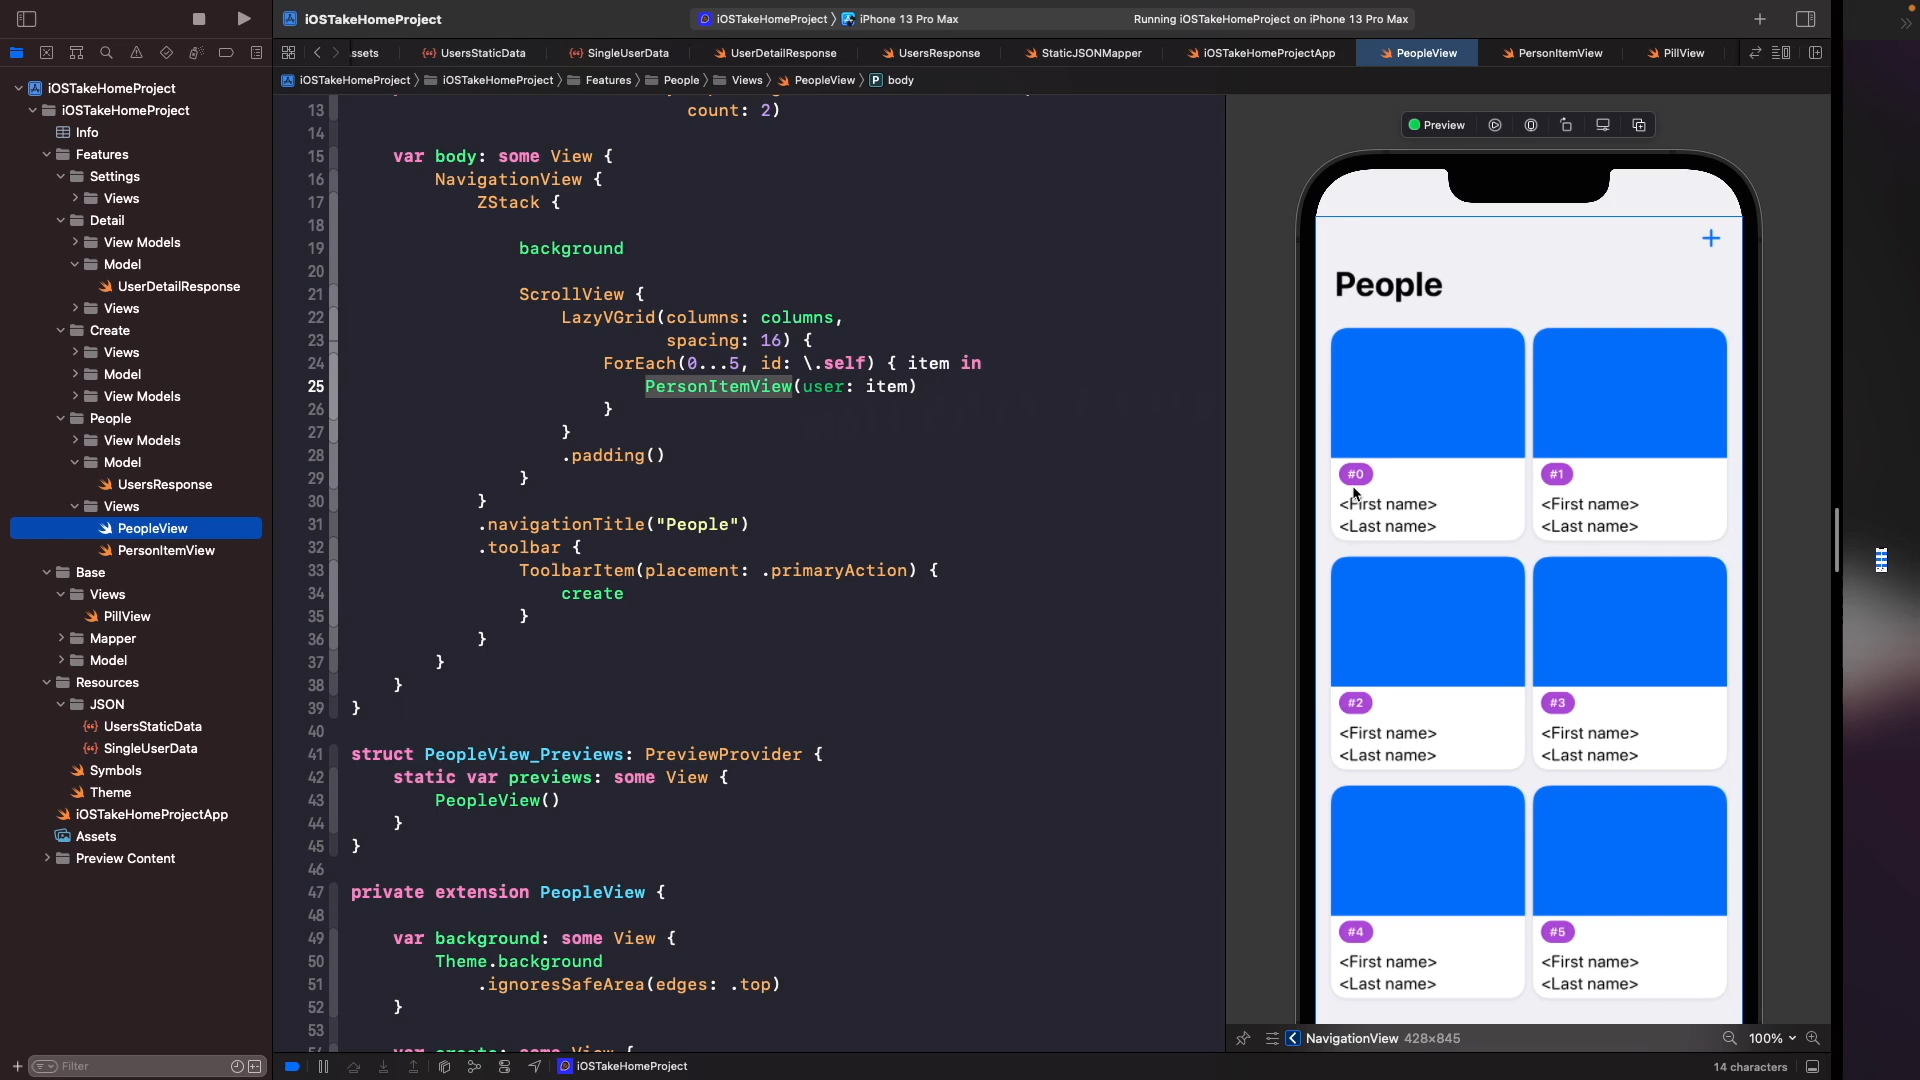 iOSTakeHomeProject
iOSTakeHomeProject
iPhone 13 Pro Max
Running iOSTakeHomeProject on iPhone 13 Pro Max
ssets
UsersStaticData
SingleUserData
UserDetailResponse
UsersResponse
StaticJSONMapper
iOSTakeHomeProjectApp
PeopleView
PersonItemView
PillView
iOSTakeHomeProject
iOSTakeHomeProject
Features
People
Views
PeopleView
P
body
iOSTakeHomeProject
iOSTakeHomeProject
Info
Features
Settings
Views
Detail
View Models
Model
UserDetailResponse
Views
Create
Views
Model
View Models
People
View Models
Model
UsersResponse
Views
PeopleView
PersonItemView
Base
Views
PillView
Mapper
Model
Resources
JSON
UsersStaticData
SingleUserData
Symbols
Theme
iOSTakeHomeProjectApp
Assets
Preview Content
Filter
13 count: 2)
14
15 var body: some View {
16 NavigationView {
17 ZStack {
18
19 background
20
21 ScrollView {
22 LazyVGrid(columns: columns,
23 spacing: 16) {
24 ForEach(0...5, id: \.self) { item in
25 PersonItemView(user: item)
26 }
27 }
28 .padding()
29 }
30 }
31 .navigationTitle("People")
32 .toolbar {
33 ToolbarItem(placement: .primaryAction) {
34 create
35 }
36 }
37 }
38 }
39 }
40
41 struct PeopleView_Previews: PreviewProvider {
42 static var previews: some View {
43 PeopleView()
44 }
45 }
46
47 private extension PeopleView {
48
49 var background: some View {
50 Theme.background
51 .ignoresSafeArea(edges: .top)
52 }
53
Preview
People
#0
<First name>
<Last name>
#1
<First name>
<Last name>
#2
<First name>
<Last name>
#3
<First name>
<Last name>
#4
<First name>
<Last name>
#5
<First name>
<Last name>
NavigationView 428×845
100%
iOSTakeHomeProject
14 characters